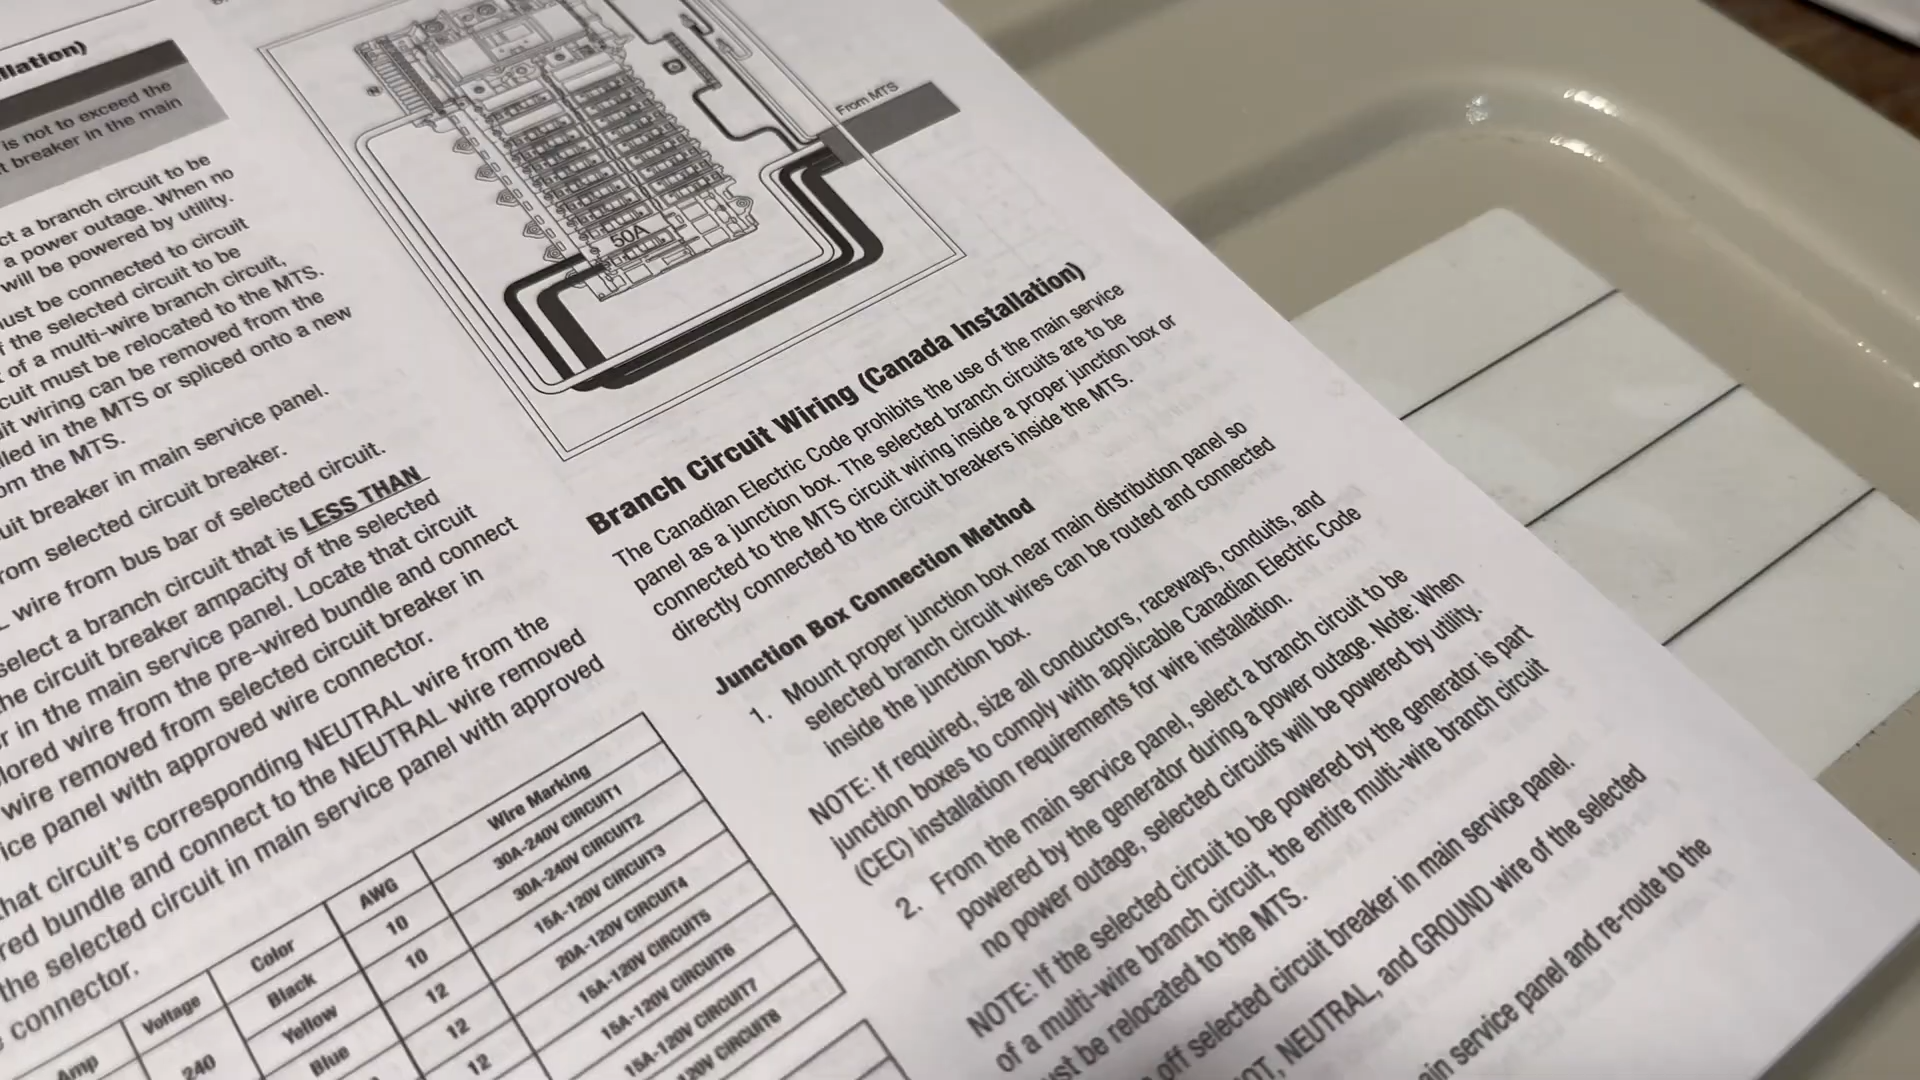 llation)
is not to exceed the
t breaker in the main
ct a branch circuit to be
a power outage. When no
will be powered by utility.
ust be connected to circuit
f the selected circuit to be
t of a multi-wire branch circuit,
cuit must be relocated to the MTS.
it wiring can be removed from the
lled in the MTS or spliced onto a new
om the MTS.
uit breaker in main service panel.
rom selected circuit breaker.
L wire from bus bar of selected circuit.
select a branch circuit that is LESS THAN
he circuit breaker ampacity of the selected
r in the main service panel. Locate that circuit
lored wire from the pre-wired bundle and connect
wire removed from selected circuit breaker in
ice panel with approved wire connector.
hat circuit's corresponding NEUTRAL wire from the
red bundle and connect to the NEUTRAL wire removed
the selected circuit in main service panel with approved
connector.
Amp Voltage Color AWG Wire Marking
240 Black 10 30A-240V CIRCUIT1
Yellow 10 30A-240V CIRCUIT2
Blue 12 15A-120V CIRCUIT3
12 20A-120V CIRCUIT4
12 15A-120V CIRCUIT5
15A-120V CIRCUIT6
15A-120V CIRCUIT7
120V CIRCUIT8
From MTS
50A
Branch Circuit Wiring (Canada Installation)
The Canadian Electric Code prohibits the use of the main service
panel as a junction box. The selected branch circuits are to be
connected to the MTS circuit wiring inside a proper junction box or
directly connected to the circuit breakers inside the MTS.
Junction Box Connection Method
1. Mount proper junction box near main distribution panel so
selected branch circuit wires can be routed and connected
inside the junction box.
NOTE: If required, size all conductors, raceways, conduits, and
junction boxes to comply with applicable Canadian Electric Code
(CEC) installation requirements for wire installation.
2. From the main service panel, select a branch circuit to be
powered by the generator during a power outage. Note: When
no power outage, selected circuits will be powered by utility.
NOTE: If the selected circuit to be powered by the generator is part
of a multi-wire branch circuit, the entire multi-wire branch circuit
ust be relocated to the MTS.
off selected circuit breaker in main service panel.
OT, NEUTRAL, and GROUND wire of the selected
ain service panel and re-route to the